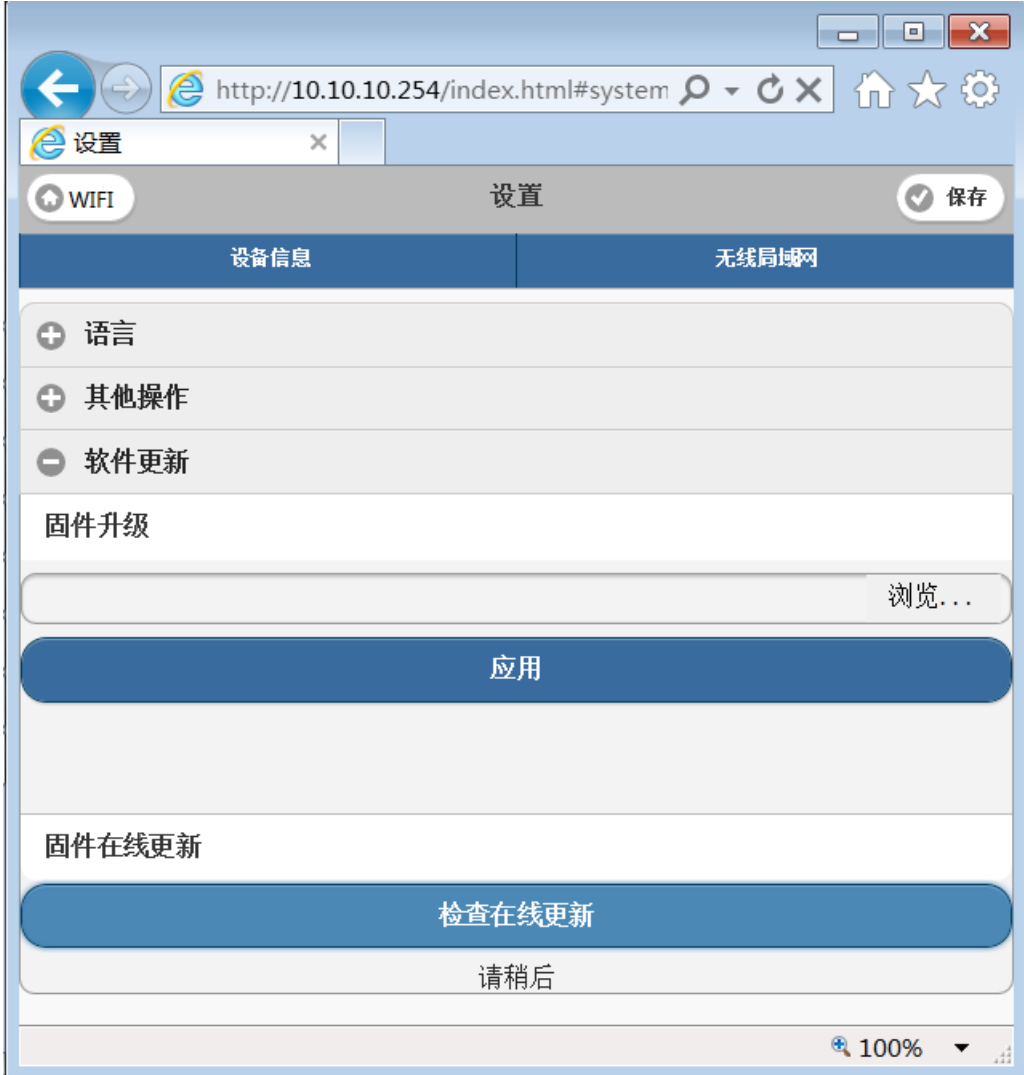 http://10.10.10.254/index.html#system
设置
WIFI
设置
保存
设备信息
无线局域网
语言
其他操作
软件更新
固件升级
浏览...
应用
固件在线更新
检查在线更新
请稍后
100%